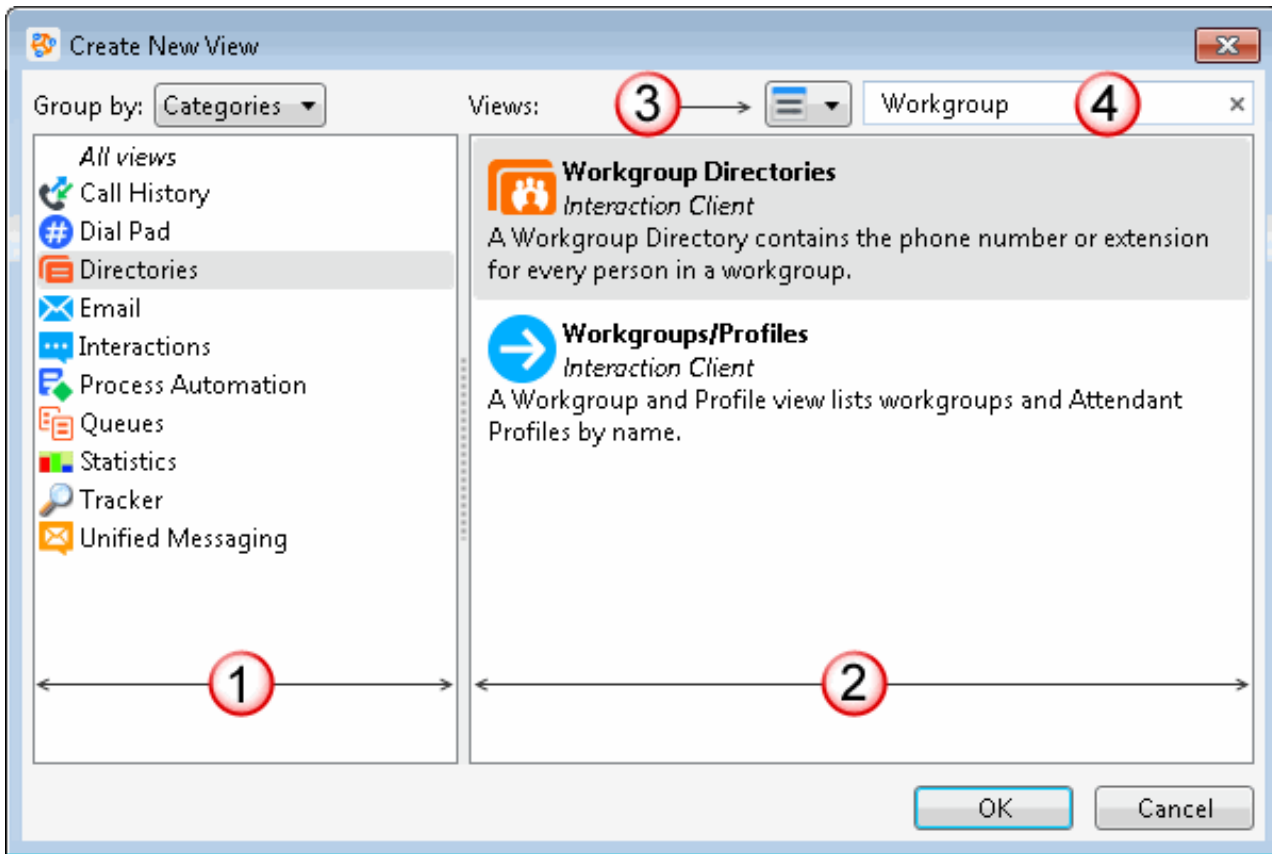 Create New View
Group by: Categories
Views:
3
Workgroup
4
All views
Call History
Dial Pad
Directories
Email
Interactions
Process Automation
Queues
Statistics
Tracker
Unified Messaging
1
Workgroup Directories
Interaction Client
A Workgroup Directory contains the phone number or extension
for every person in a workgroup.
Workgroups/Profiles
Interaction Client
A Workgroup and Profile view lists workgroups and Attendant
Profiles by name.
2
OK
Cancel